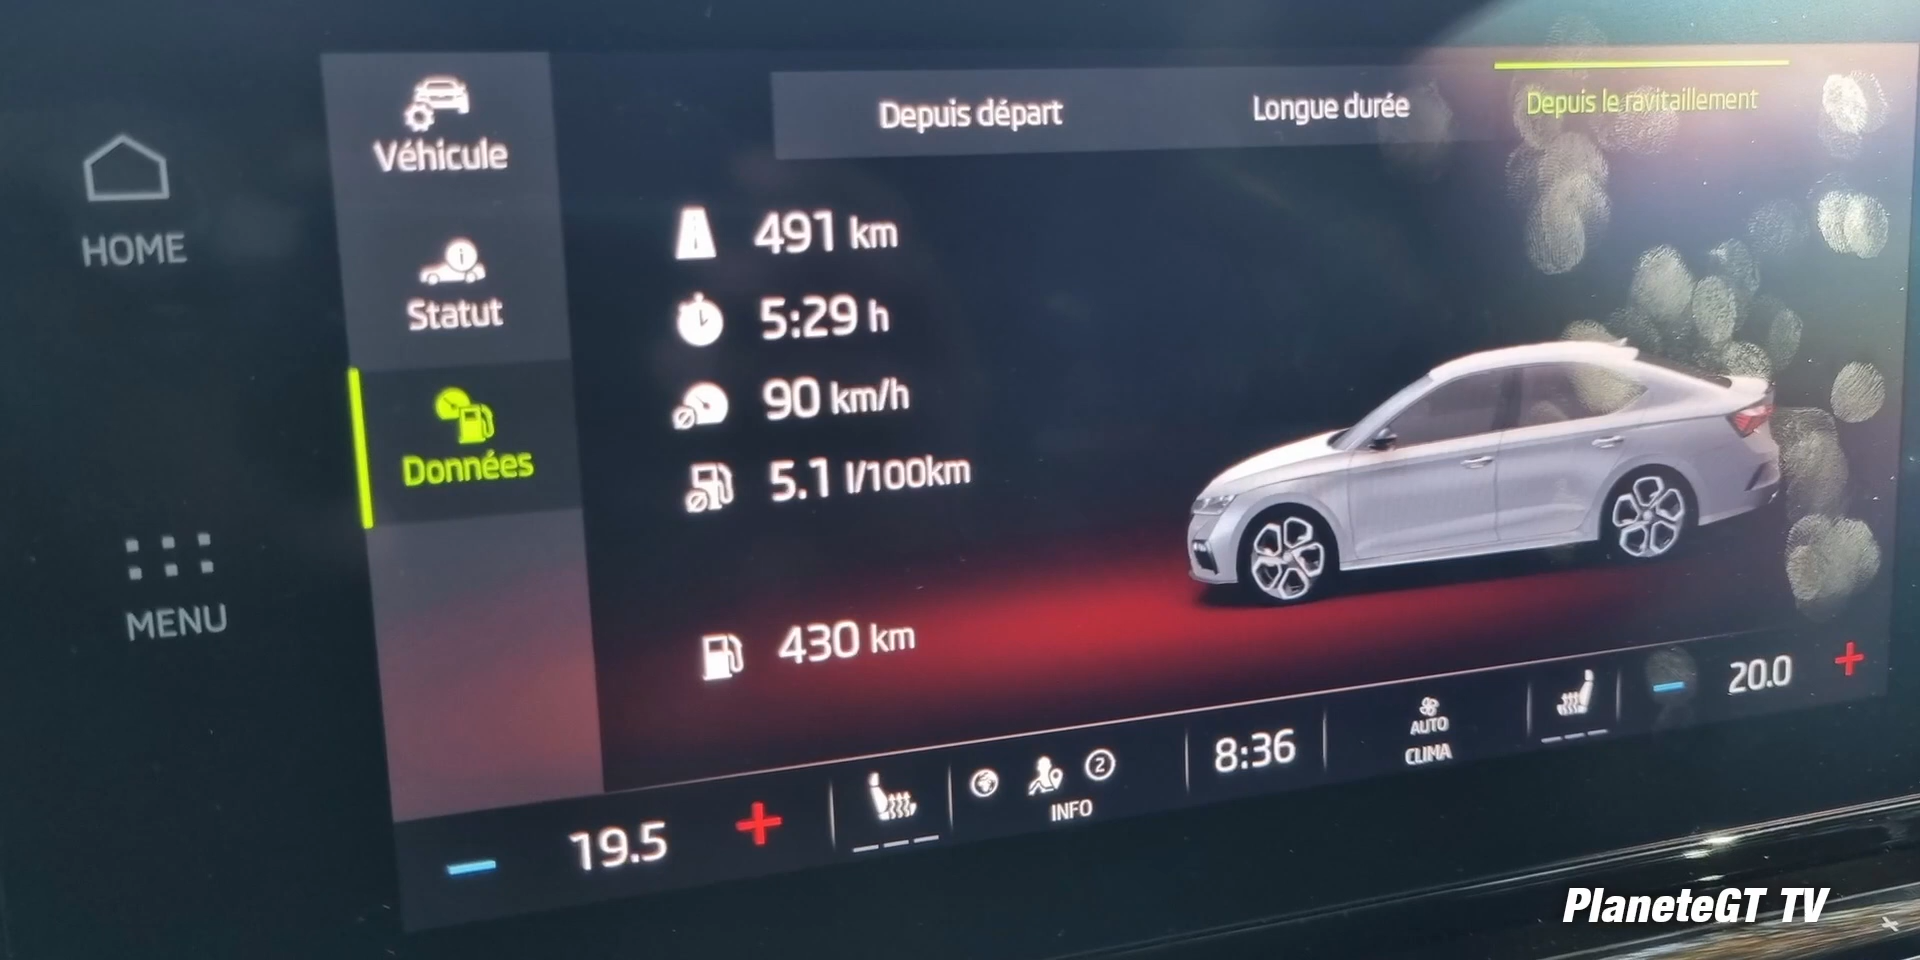 Depuis départ
Longue durée
Depuis le ravitaillement
Véhicule
HOME
Statut
Données
MENU
491 km
5:29 h
90 km/h
5.1 l/100km
430 km
19.5
INFO
2
8:36
AUTO
CLIMA
20.0
PlaneteGT TV